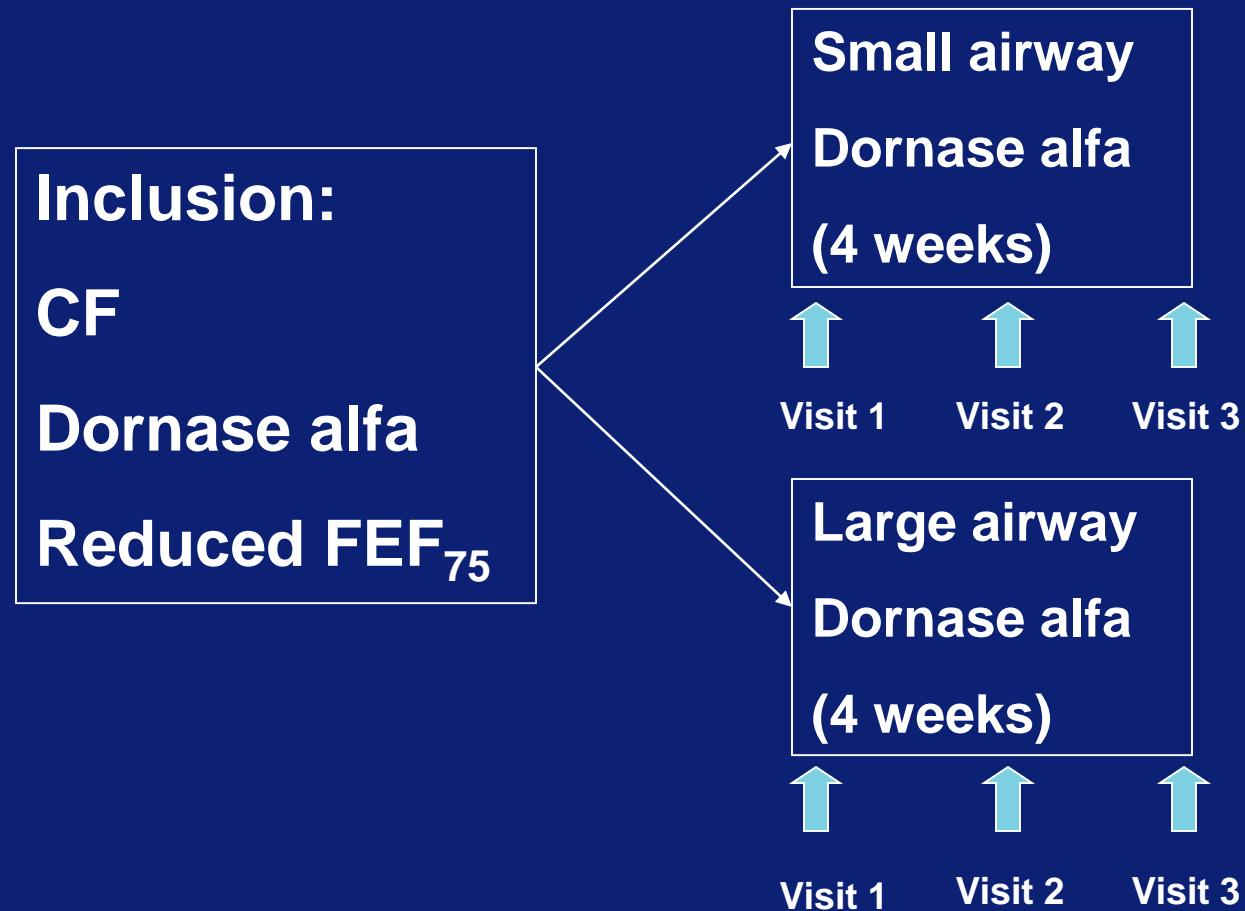 Inclusion:
CF
Dornase alfa
Reduced FEF₇₅
Small airway
Dornase alfa
(4 weeks)
Visit 1 Visit 2 Visit 3
Large airway
Dornase alfa
(4 weeks)
Visit 1 Visit 2 Visit 3